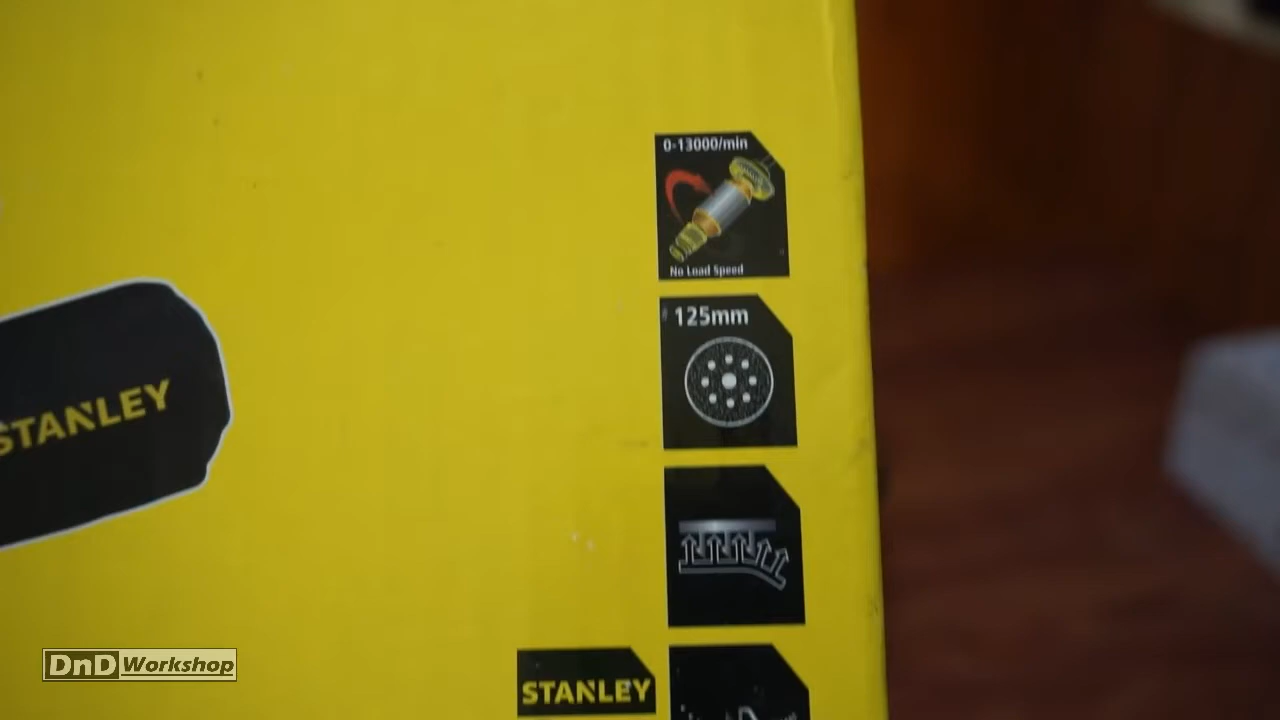 0-13000/min
No Load Speed
125mm
STANLEY
STANLEY
DnD Workshop